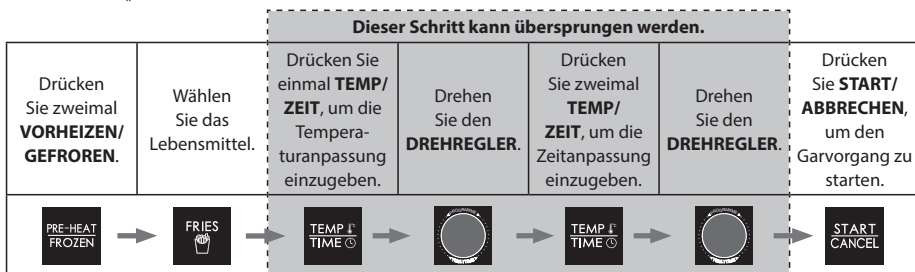 Dieser Schritt kann übersprungen werden.
Drücken
Sie zweimal
VORHEIZEN/
GEFROREN.
Wählen
Sie das
Lebensmittel.
Drücken Sie
einmal TEMP/
ZEIT, um die
Tempera-
turanpassung
einzugeben.
Drehen
Sie den
DREHREGLER.
Drücken
Sie zweimal
TEMP/
ZEIT, um die
Zeitanpassung
einzugeben.
Drehen
Sie den
DREHREGLER.
Drücken
Sie START/
ABBRECHEN,
um den
Garvorgang zu
starten.
PRE-HEAT
FROZEN
FRIES
TEMP
TIME
TEMP
TIME
START
CANCEL